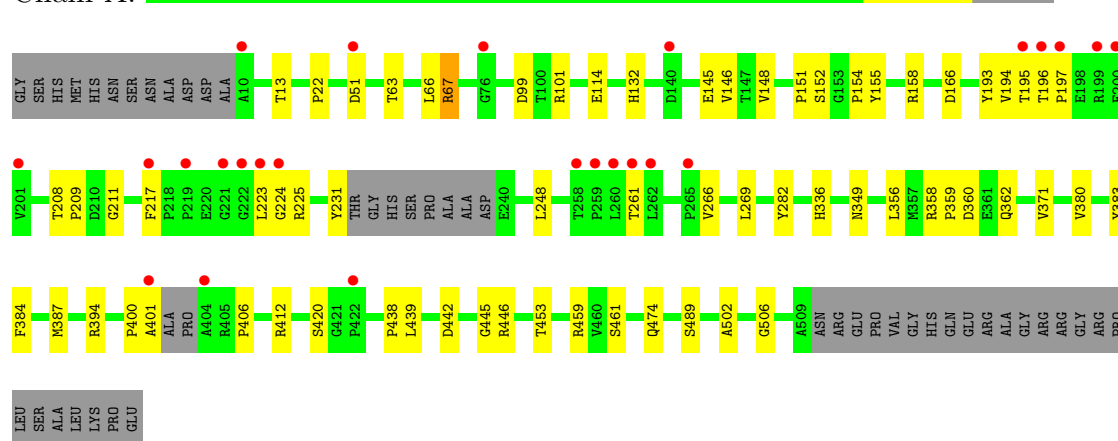 GLY SER HIS MET HIS ASN SER ASN ALA ASP ASP ALA A10 T13 P22 D51 T63 L66 R67 G76 D99 T100 R101 E114 H132 D140 E145 V146 T147 V148 P151 S152 G153 P154 Y155 R158 D166 Y193 V194 T195 T196 P197 E198 R199
V201 T208 P209 D210 G211 F217 P218 P219 E220 G221 G222 L223 G224 R225 Y231 THR GLY HIS SER PRO ALA ALA ASP E240 L248 T258 P259 L260 T261 L262 P265 V266 L269 Y282 H336 N349 L356 M357 R358 P359 D360 E361 Q362 V371 V380
F384 M387 R394 P400 A401 ALA PRO A404 R405 P406 R412 S420 G421 P422 P438 L439 D442 G445 R446 T453 R459 V460 S461 Q474 S489 A502 G506 A509 ASN ARG GLU PRO VAL GLY HIS GLN GLU ARG ALA GLY ARG ARG GLY ARG
LEU SER ALA LEU LYS PRO GLU